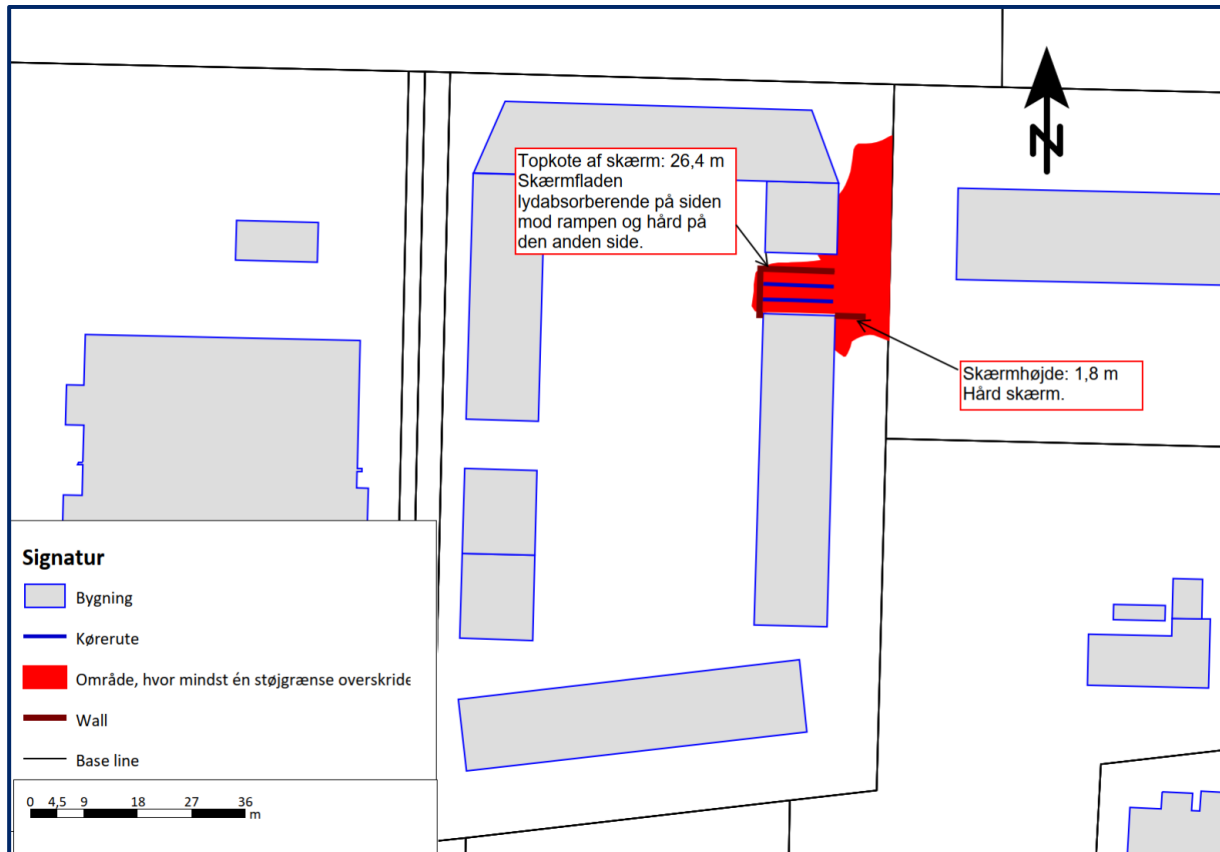 N
Topkote af skærm: 26,4 m
Skærmfladen
lydabsorberende på siden
mod rampen og hård på
den anden side.
Skærmhøjde: 1,8 m
Hård skærm.
Signatur
Bygning
Kørerute
Område, hvor mindst én støjgrænse overskride
Wall
Base line
0 4,5 9 18 27 36
m